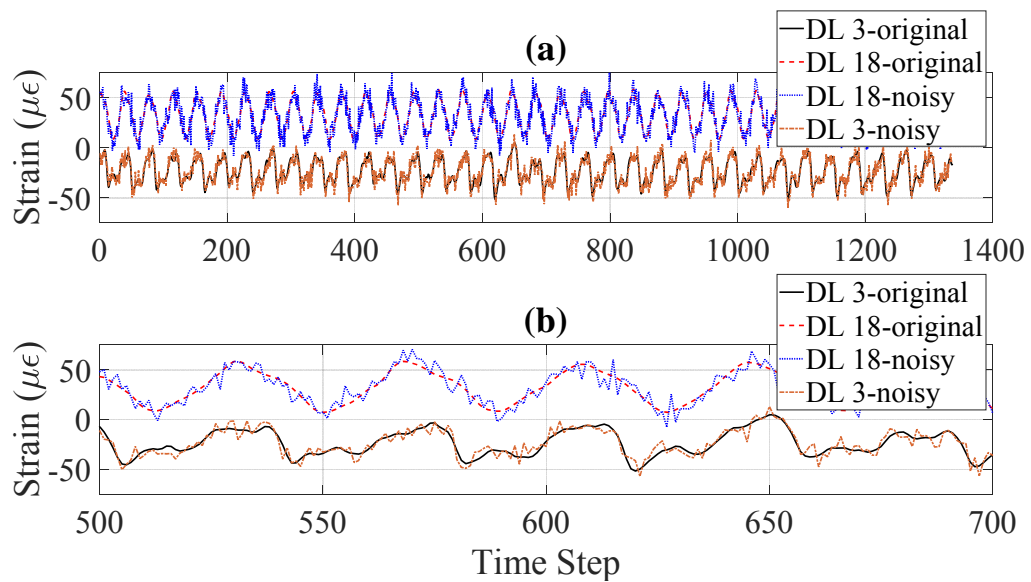 (a)
DL 3-original
DL 18-original
DL 18-noisy
DL 3-noisy
Strain (με)
50
0
-50
0 200 400 600 800 1000 1200 1400
(b)
DL 3-original
DL 18-original
DL 18-noisy
DL 3-noisy
Strain (με)
50
0
-50
500 550 600 650 700
Time Step